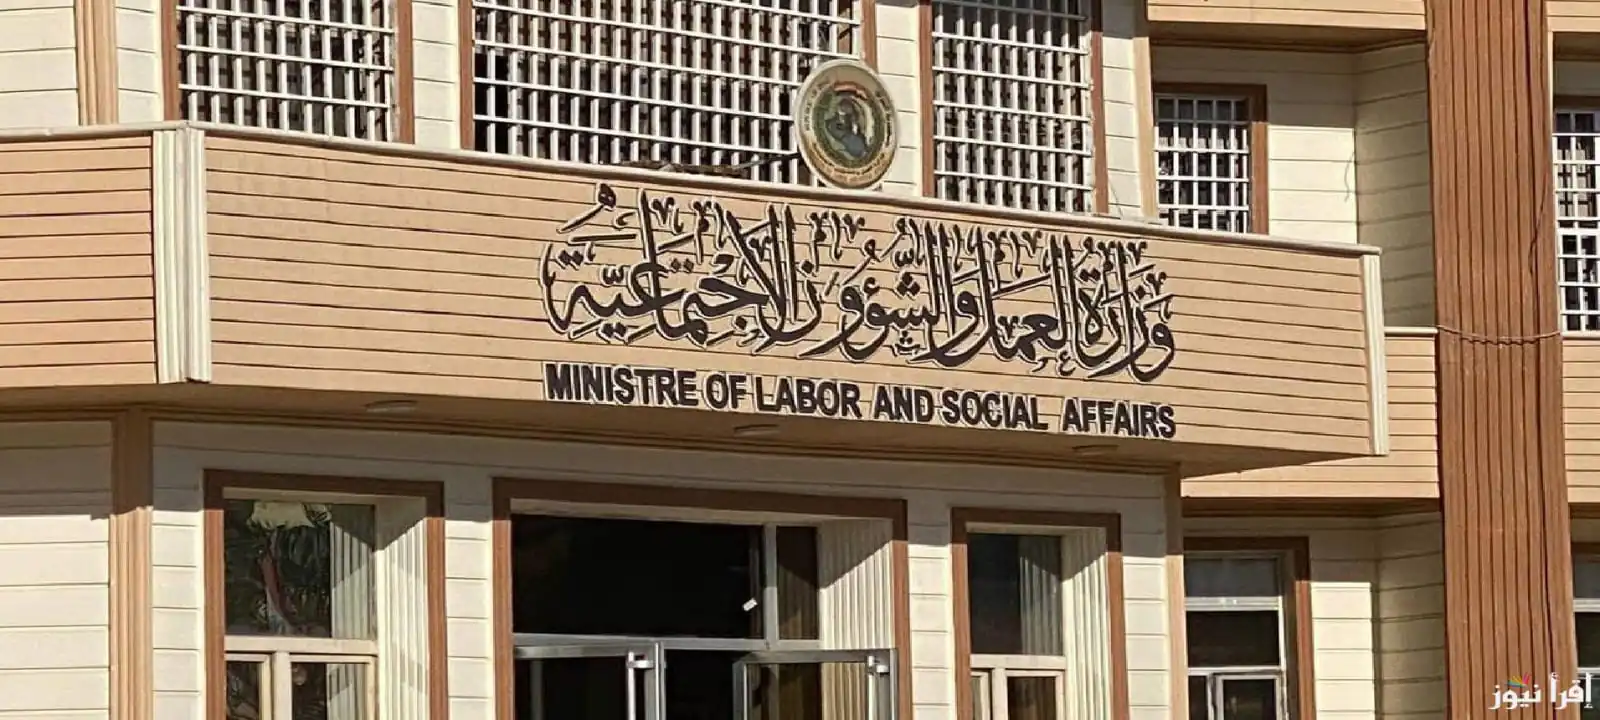 وزارة العمل والشؤون الاجتماعية
MINISTRE OF LABOR AND SOCIAL AFFAIRS
إقرأ نيوز